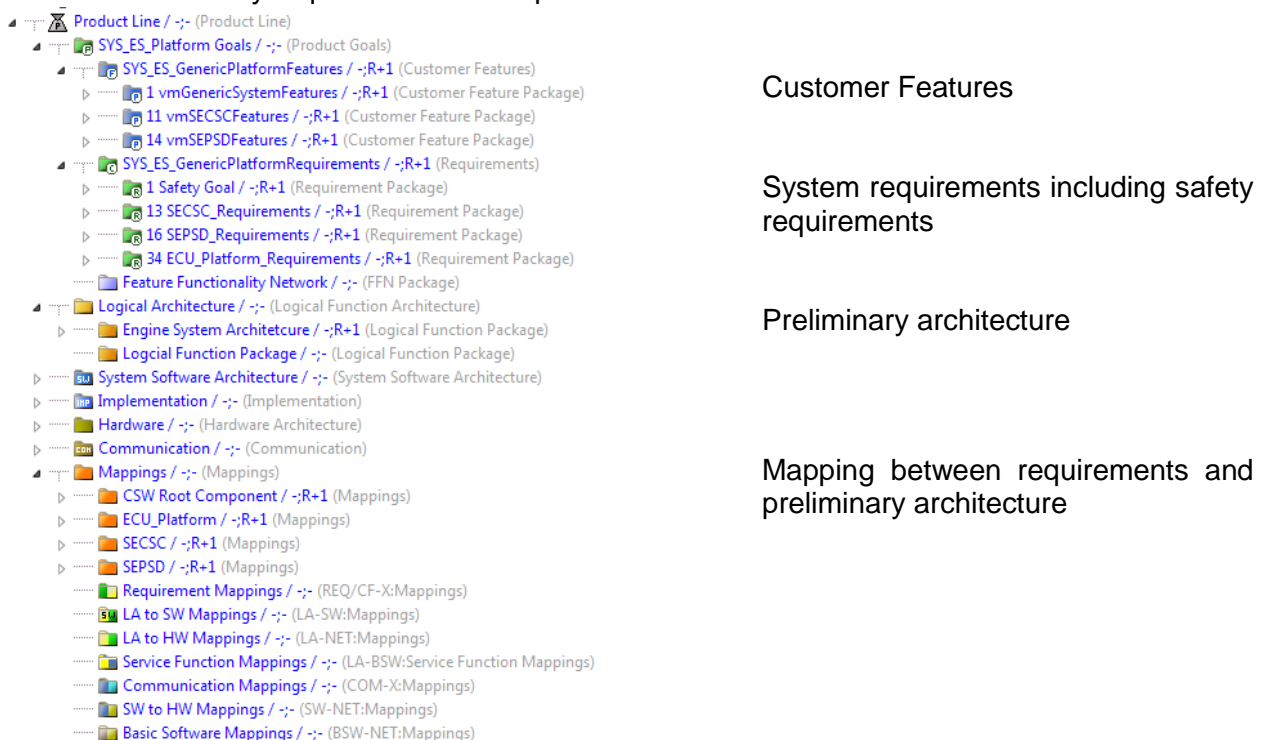 Product Line / -;- (Product Line)
SYS_ES_Platform Goals / -;- (Product Goals)
SYS_ES_GenericPlatformFeatures / -;R+1 (Customer Features)
1 vmGenericSystemFeatures / -;R+1 (Customer Feature Package)
11 vmSECSCFeatures / -;R+1 (Customer Feature Package)
14 vmSEPSDFeatures / -;R+1 (Customer Feature Package)
SYS_ES_GenericPlatformRequirements / -;R+1 (Requirements)
1 Safety Goal / -;R+1 (Requirement Package)
13 SECSC_Requirements / -;R+1 (Requirement Package)
16 SEPSD_Requirements / -;R+1 (Requirement Package)
34 ECU_Platform_Requirements / -;R+1 (Requirement Package)
Feature Functionality Network / -;- (FFN Package)
Logical Architecture / -;- (Logical Function Architecture)
Engine System Architetcure / -;R+1 (Logical Function Package)
Logcial Function Package / -;- (Logical Function Package)
System Software Architecture / -;- (System Software Architecture)
Implementation / -;- (Implementation)
Hardware / -;- (Hardware Architecture)
Communication / -;- (Communication)
Mappings / -;- (Mappings)
CSW Root Component / -;R+1 (Mappings)
ECU_Platform / -;R+1 (Mappings)
SECSC / -;R+1 (Mappings)
SEPSD / -;R+1 (Mappings)
Requirement Mappings / -;- (REQ/CF-X:Mappings)
LA to SW Mappings / -;- (LA-SW:Mappings)
LA to HW Mappings / -;- (LA-NET:Mappings)
Service Function Mappings / -;- (LA-BSW:Service Function Mappings)
Communication Mappings / -;- (COM-X:Mappings)
SW to HW Mappings / -;- (SW-NET:Mappings)
Basic Software Mappings / -;- (BSW-NET:Mappings)
Customer Features
System requirements including safety
requirements
Preliminary architecture
Mapping between requirements and
preliminary architecture